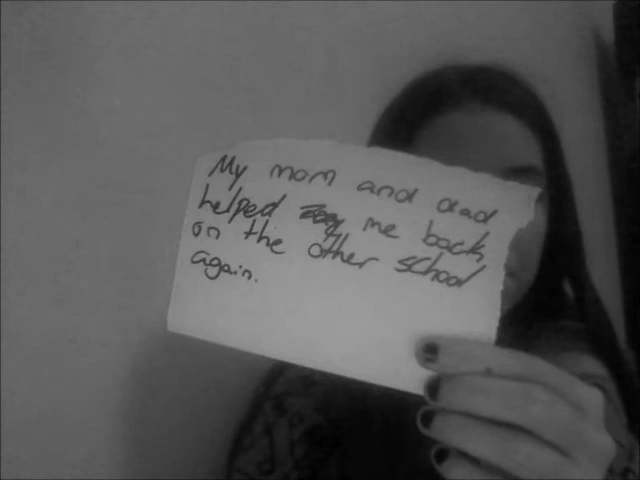 My mom and dad
helped me back
on the other school
again.